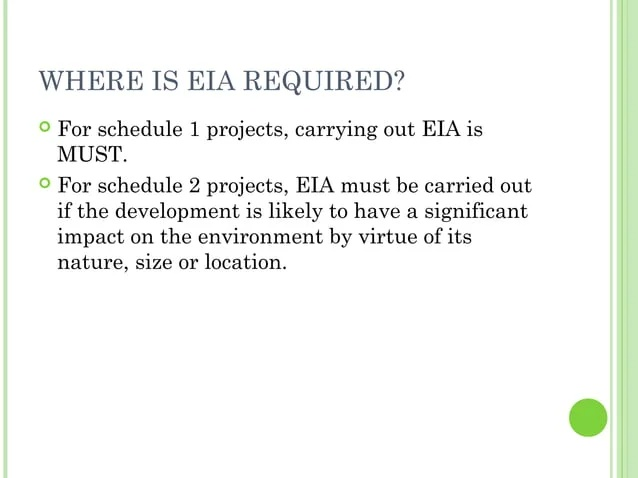 WHERE IS EIA REQUIRED?
For schedule 1 projects, carrying out EIA is
MUST.
For schedule 2 projects, EIA must be carried out
if the development is likely to have a significant
impact on the environment by virtue of its
nature, size or location.